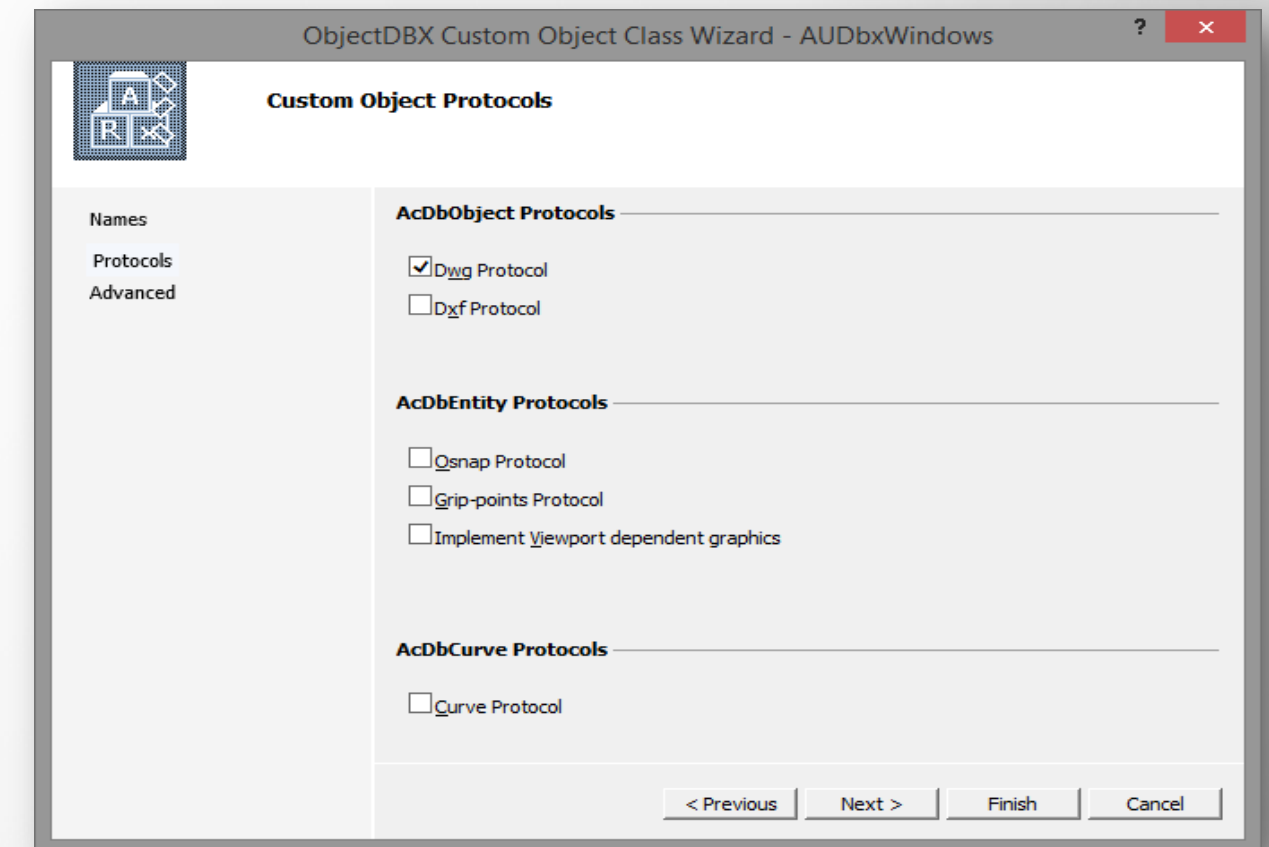 ObjectDBX Custom Object Class Wizard - AUDbxWindows
?
A
R X
Custom Object Protocols
Names
Protocols
Advanced
AcDbObject Protocols
Dwg Protocol
Dxf Protocol
AcDbEntity Protocols
Osnap Protocol
Grip-points Protocol
Implement Viewport dependent graphics
AcDbCurve Protocols
Curve Protocol
< Previous Next > Finish Cancel